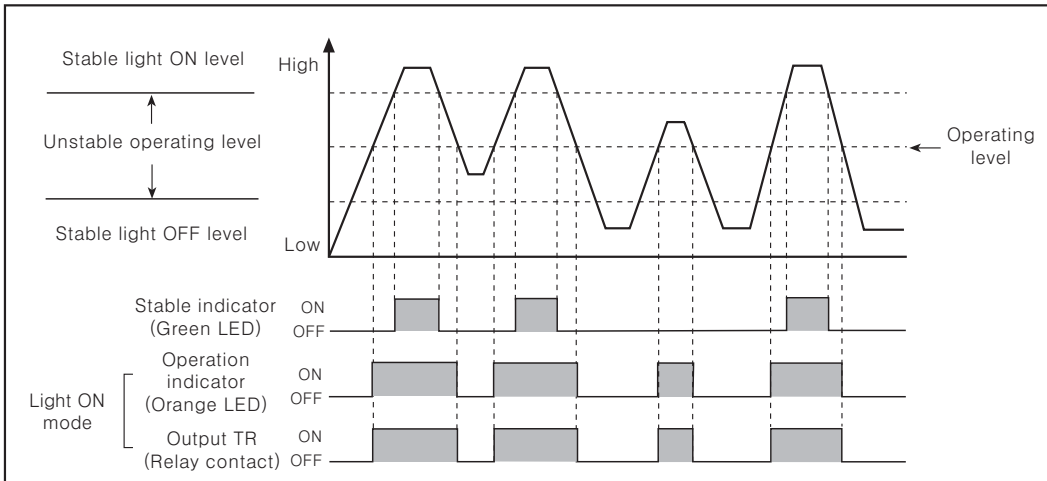 Stable light ON level
Unstable operating level
Stable light OFF level
High
Low
Operating
level
Stable indicator
(Green LED)
ON
OFF
Light ON
mode
Operation
indicator
(Orange LED)
ON
OFF
Output TR
(Relay contact)
ON
OFF